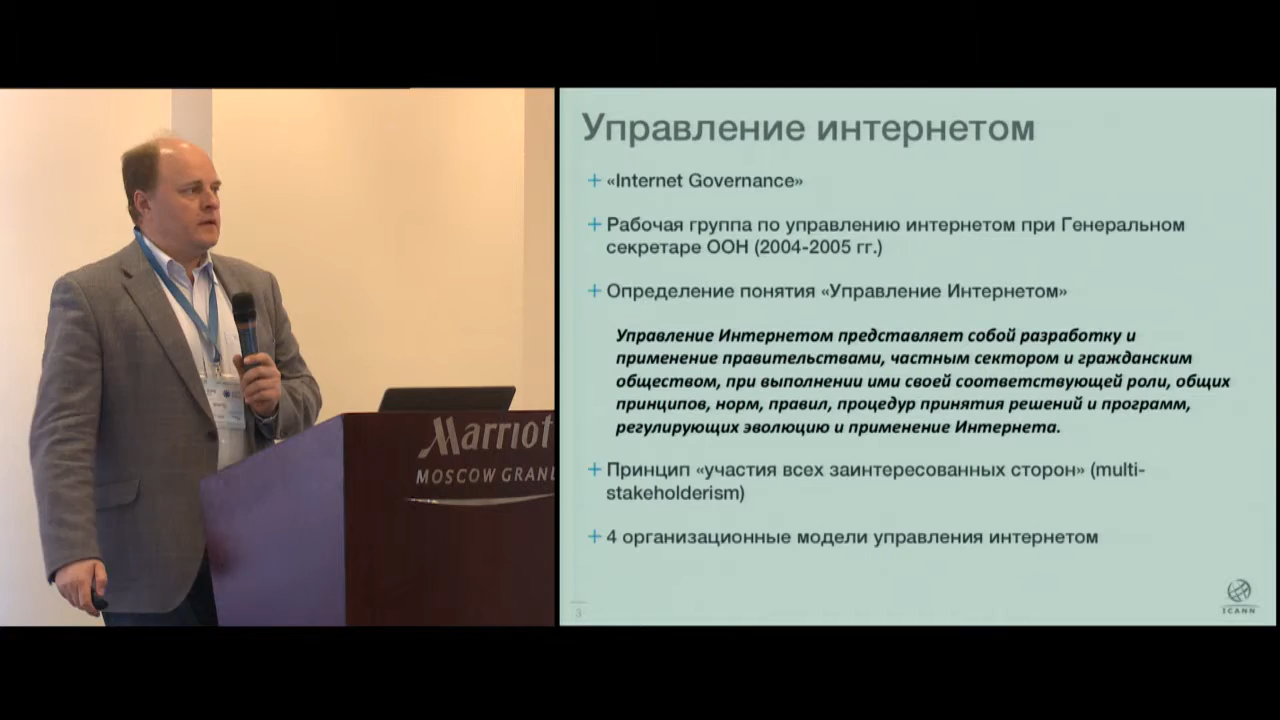 Marriot
MOSCOW GRAN
Управление интернетом
«Internet Governance»
Рабочая группа по управлению интернетом при Генеральном
секретаре ООН (2004-2005 гг.)
Определение понятия «Управление Интернетом»
Управление Интернетом представляет собой разработку и
применение правительствами, частным сектором и гражданским
обществом, при выполнении ими своей соответствующей роли, общих
принципов, норм, правил, процедур принятия решений и программ,
регулирующих эволюцию и применение Интернета.
Принцип «участия всех заинтересованных сторон» (multi-
stakeholderism)
4 организационные модели управления интернетом
3
ICANN